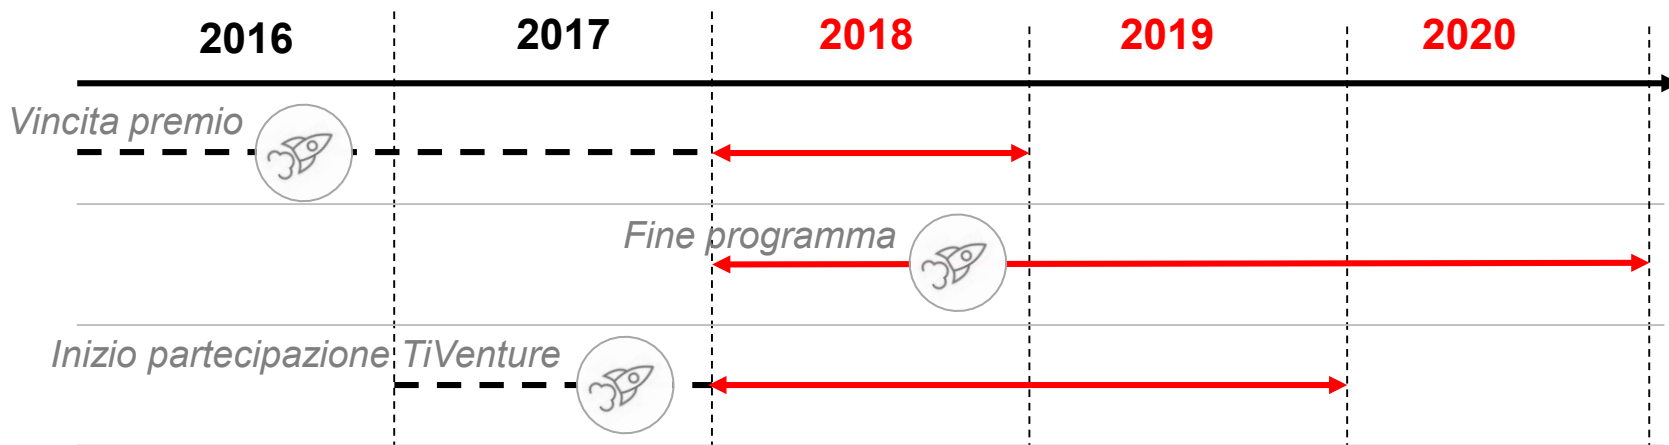 2016 2017 2018 2019 2020
Vincita premio
Fine programma
Inizio partecipazione TiVenture